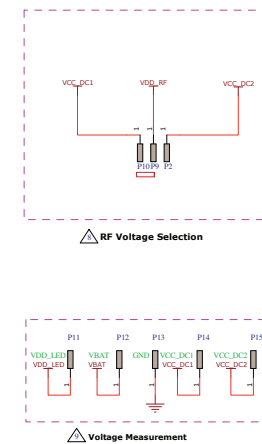 VCC_DC1 VDD_RF VCC_DC2
1 1 1
P10 P9 P2
8 RF Voltage Selection
P11 P12 P13 P14 P15
VDD_LED VBAT GND VCC_DC1 VCC_DC2
VDD_LED VBAT VCC_DC1 VCC_DC2
1 1 1 1 1
9 Voltage Measurement